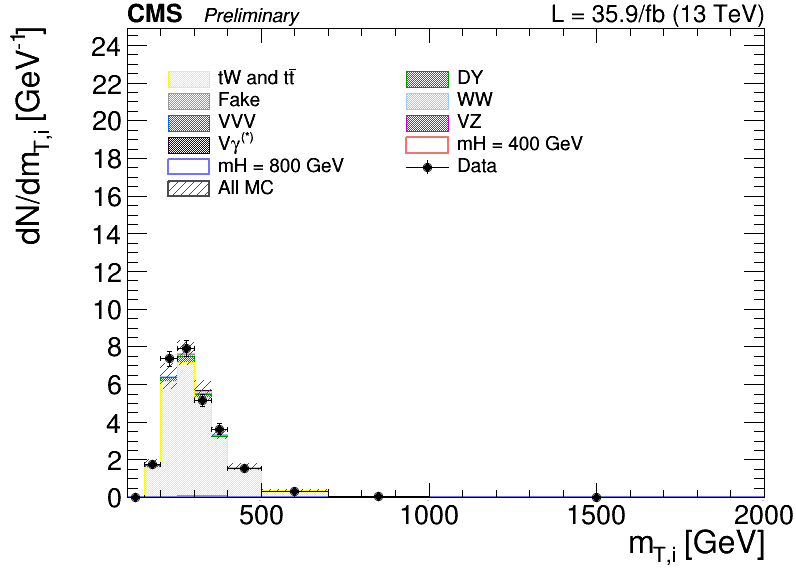 CMS Preliminary L = 35.9/fb (13 TeV)
dN/dm_{T,i} [GeV^{-1}]
24
22
20
18
16
14
12
10
8
6
4
2
0
tW and tt̄
Fake
VVV
Vγ^{(*)}
mH = 800 GeV
All MC
DY
WW
VZ
mH = 400 GeV
Data
500 1000 1500 2000
m_{T,i} [GeV]